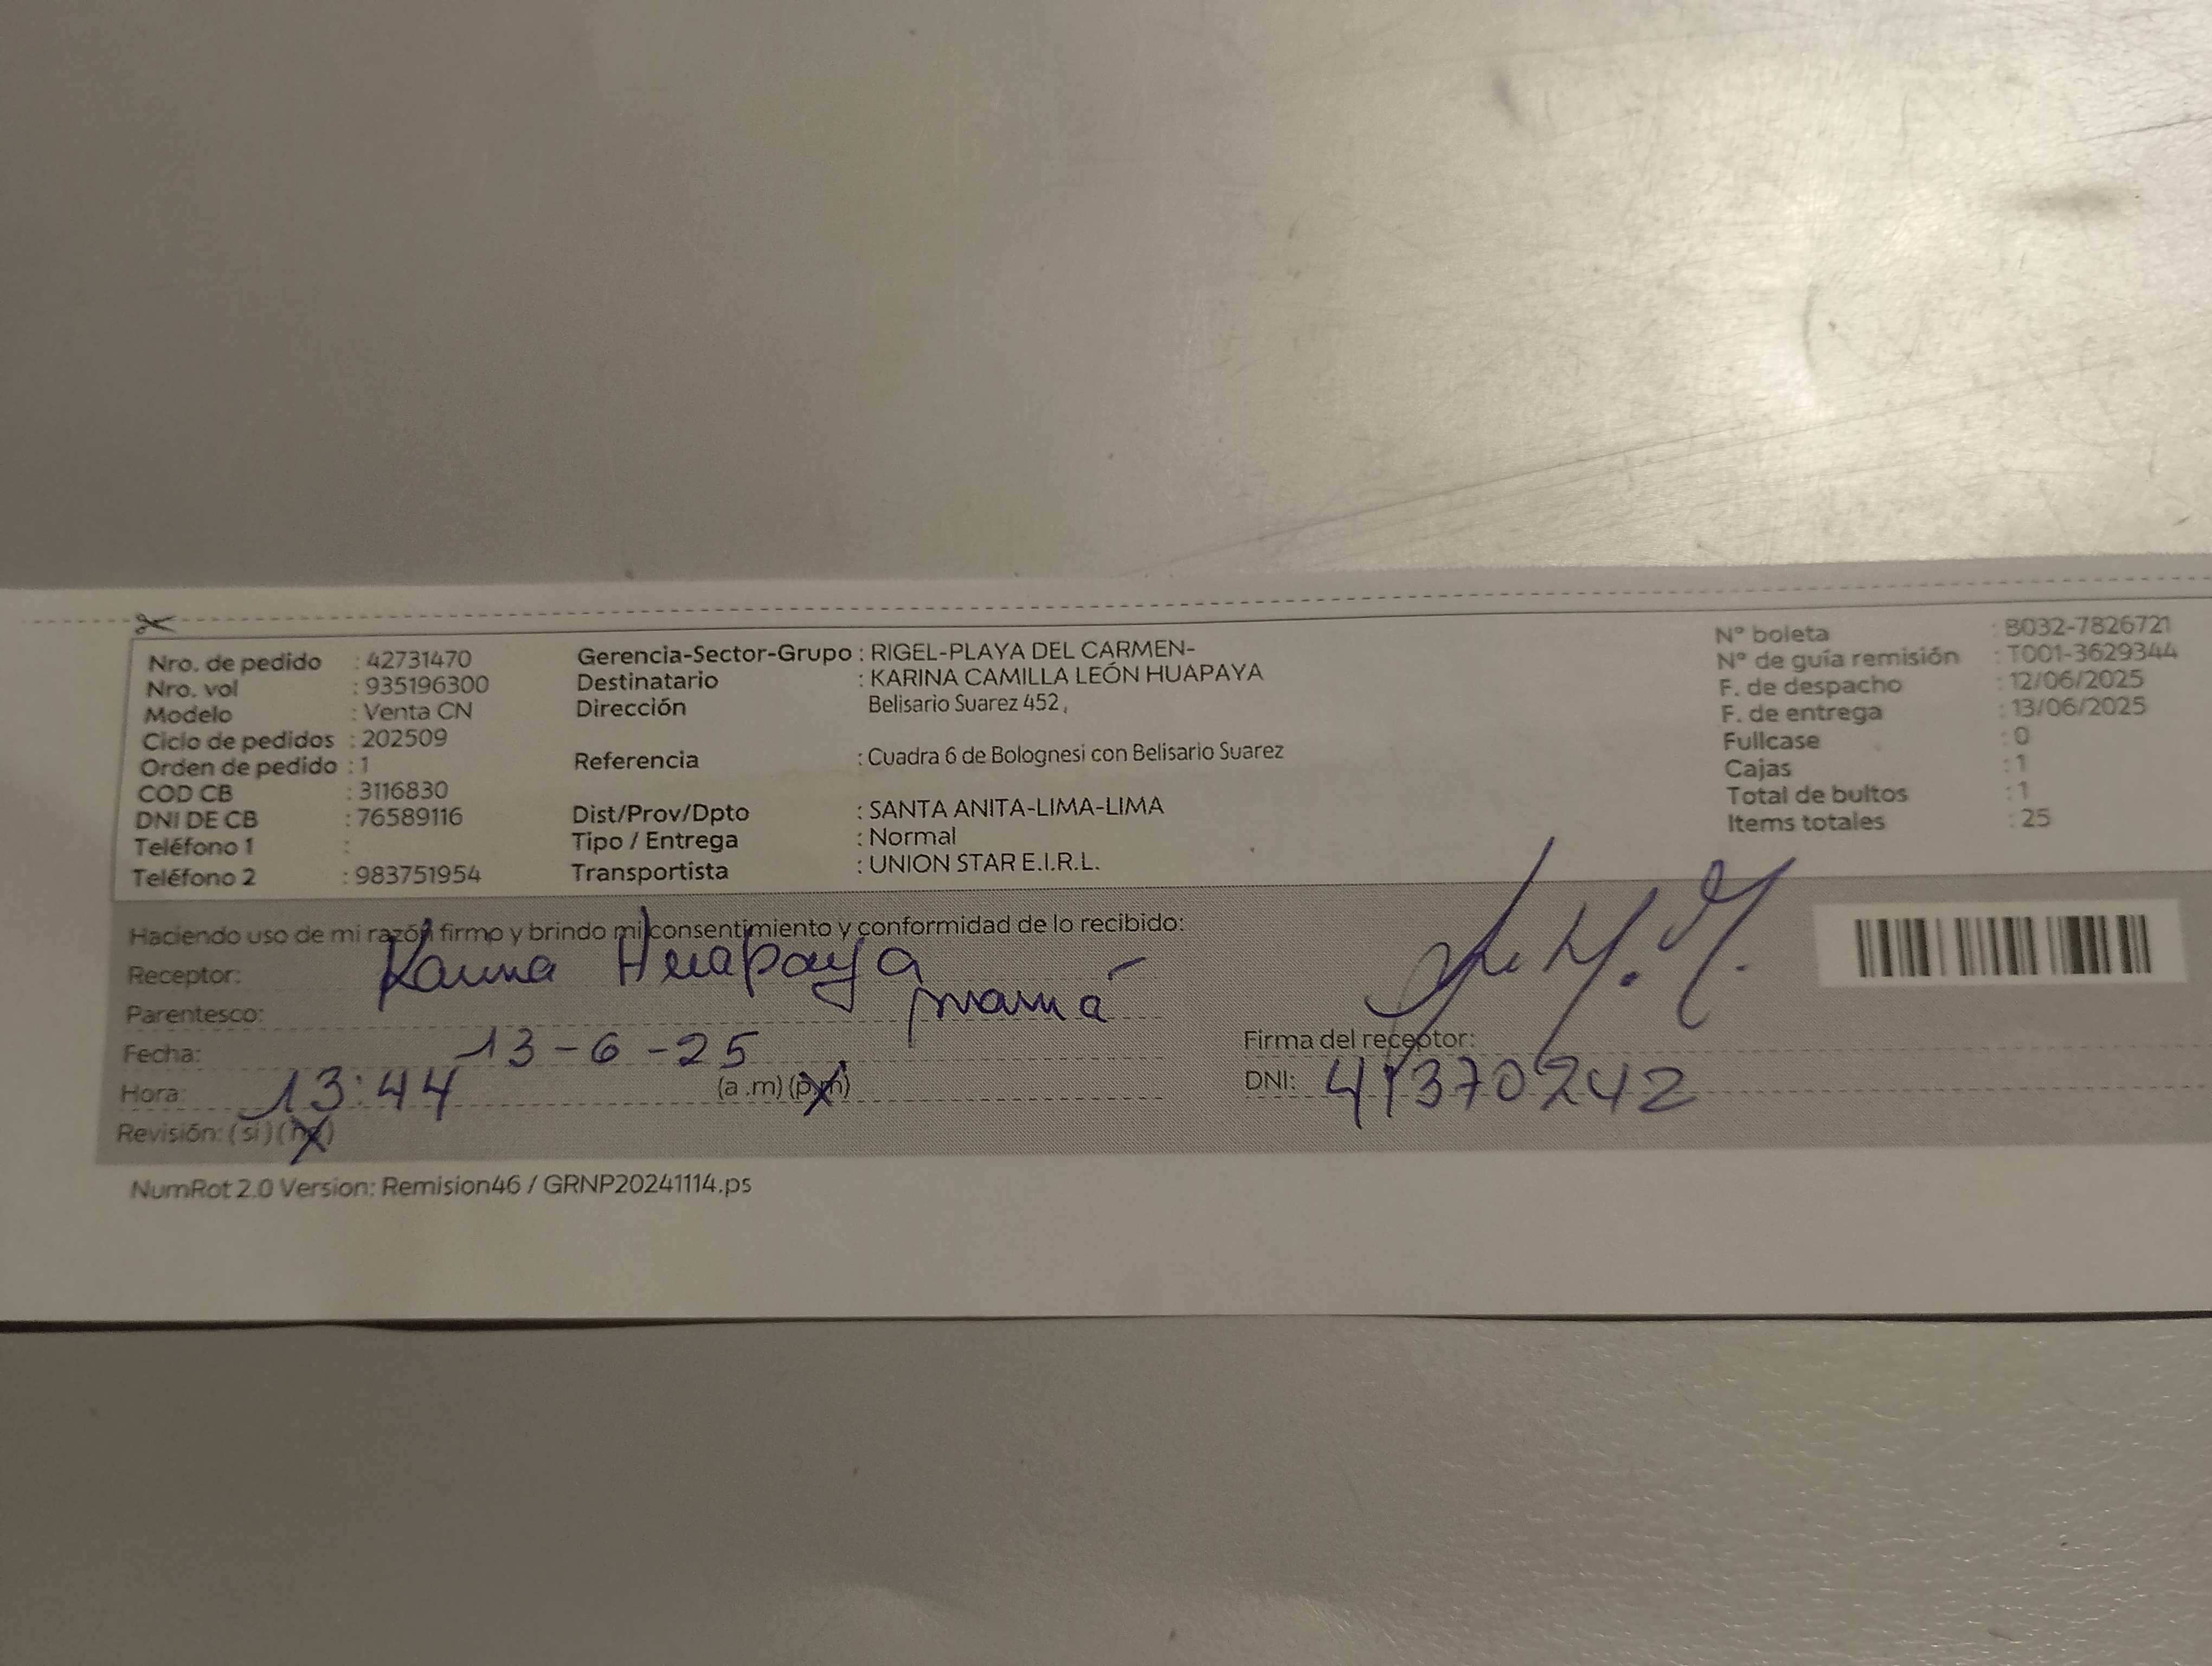 Nro. de pedido : 42731470
Nro. vol : 935196300
Modelo : Venta CN
Ciclo de pedidos : 202509
Orden de pedido : 1
COD CB : 3116830
DNI DE CB : 76589116
Teléfono 1 :
Teléfono 2 : 983751954
Gerencia-Sector-Grupo : RIGEL-PLAYA DEL CARMEN-
Destinatario : KARINA CAMILLA LEÓN HUAPAYA
Dirección Belisario Suarez 452,
Referencia : Cuadra 6 de Bolognesi con Belisario Suarez
Dist/Prov/Dpto : SANTA ANITA-LIMA-LIMA
Tipo / Entrega : Normal
Transportista : UNION STAR E.I.R.L.
N° boleta : B032-7826721
N° de guía remisión : T001-3629344
F. de despacho : 12/06/2025
F. de entrega : 13/06/2025
Fullcase : 0
Cajas : 1
Total de bultos : 1
Items totales : 25
Haciendo uso de mi razón firmo y brindo mi consentimiento y conformidad de lo recibido:
Receptor: Karina Huapaya
Parentesco: mamá
Fecha: 13-6-25
Hora: 13:44 (a .m) (p.m)
Revisión: (si) (no)
Firma del receptor:
DNI: 41370242
NumRot 2.0 Version: Remision46 / GRNP20241114.ps